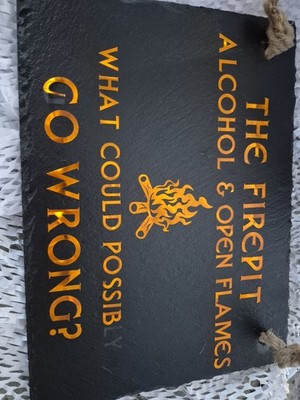 THE FIREPIT
ALCOHOL & OPEN FLAMES
WHAT COULD POSSIBLY
GO WRONG?